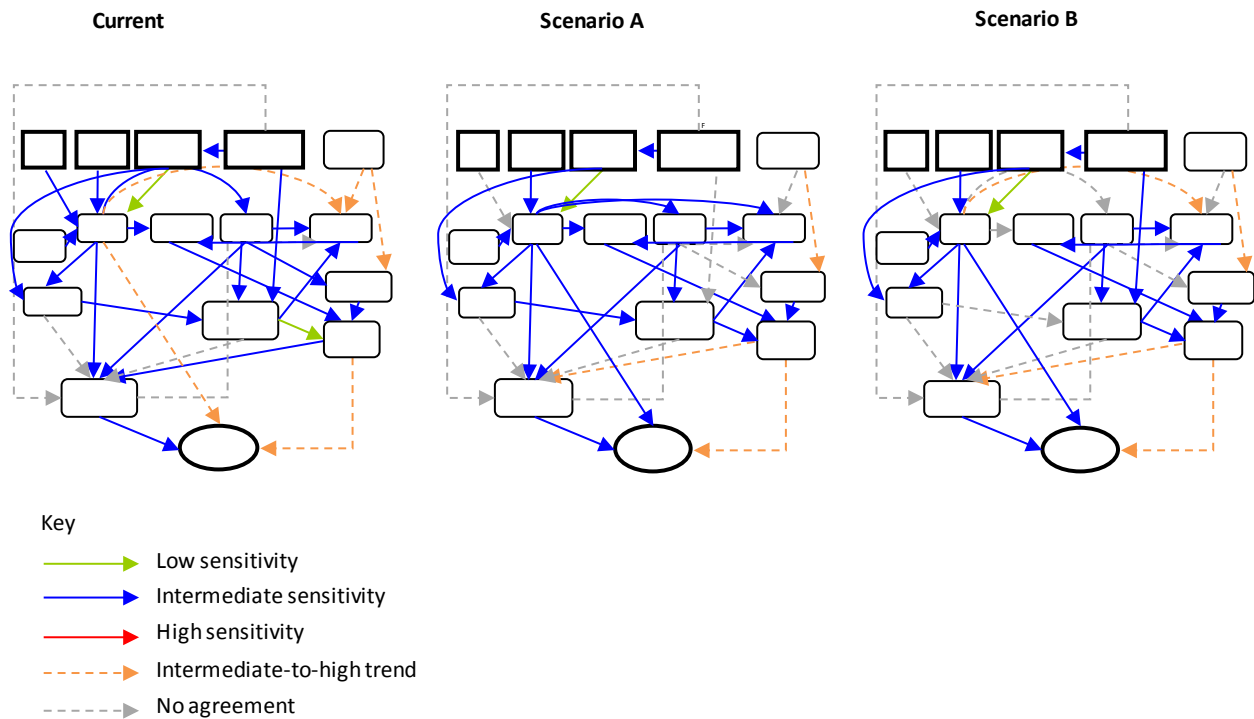 Current
Scenario A
Scenario B
F
Key
Low sensitivity
Intermediate sensitivity
High sensitivity
Intermediate-to-high trend
No agreement